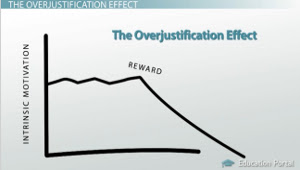 THE OVERJUSTIFICATION EFFECT
The Overjustification Effect
REWARD
INTRINSIC MOTIVATION
Education Portal